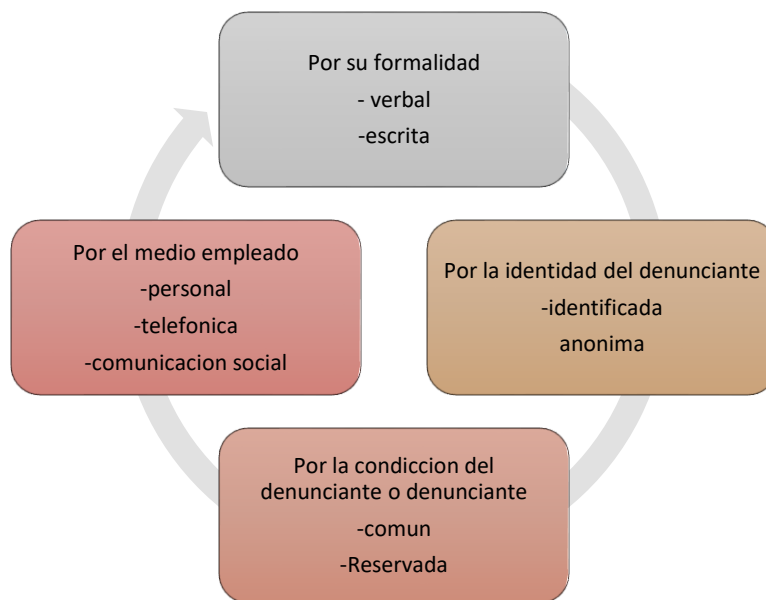 Por su formalidad
- verbal
-escrita
Por la identidad del denunciante
-identificada
anonima
Por la condiccion del
denunciante o denunciante
-comun
-Reservada
Por el medio empleado
-personal
-telefonica
-comunicacion social